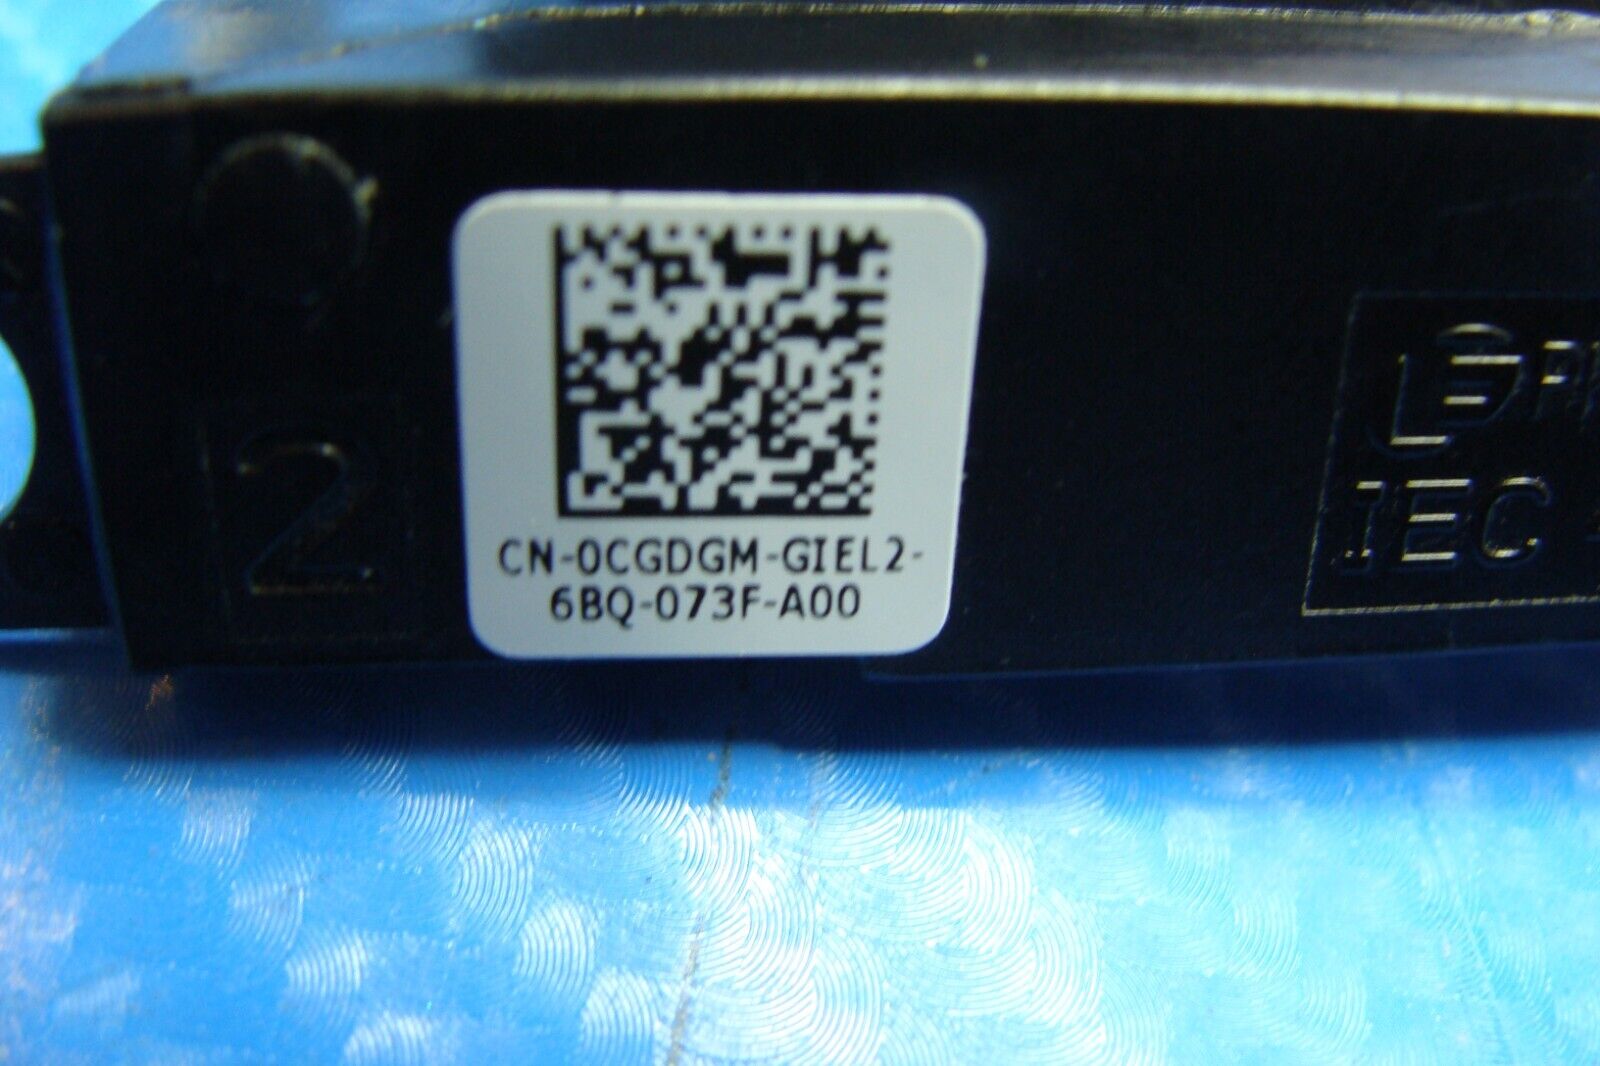 CN-0CGDGM-GIEL2-
6BQ-073F-A00
2
IEC